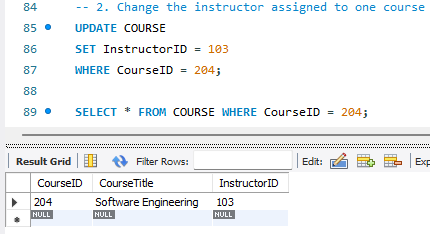 84 -- 2. Change the instructor assigned to one course
85 UPDATE COURSE
86 SET InstructorID = 103
87 WHERE CourseID = 204;
88
89 SELECT * FROM COURSE WHERE CourseID = 204;
Result Grid Filter Rows: Edit: Exp
CourseID CourseTitle InstructorID
204 Software Engineering 103
NULL NULL NULL